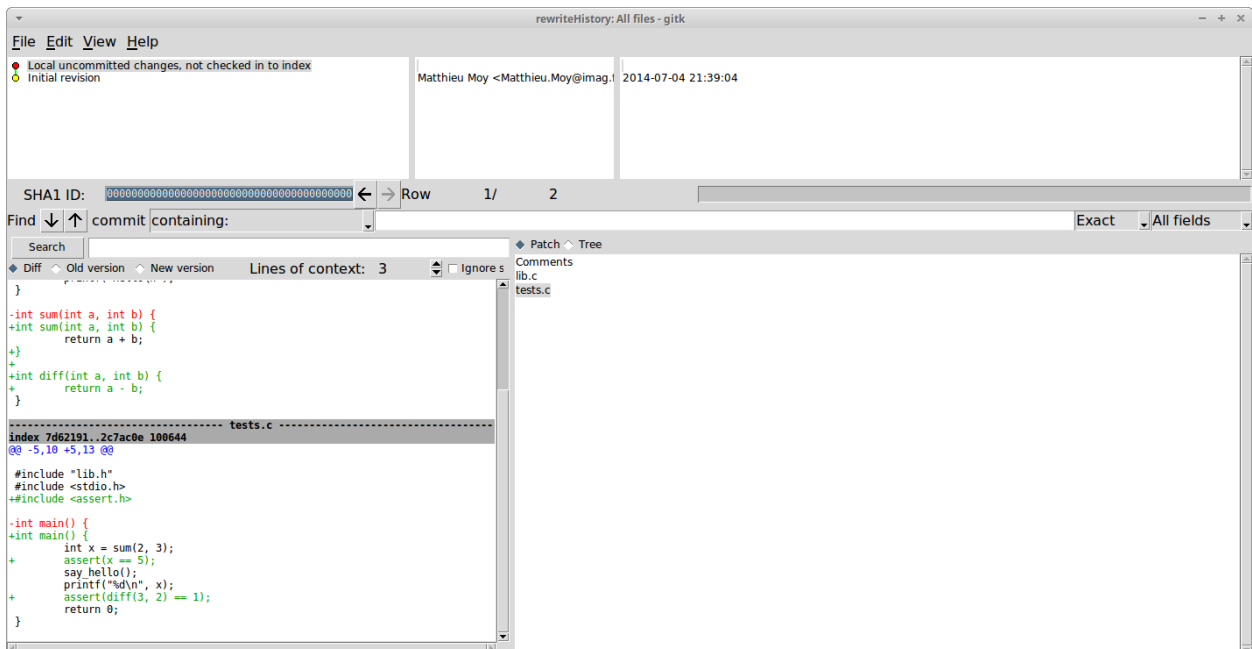 rewriteHistory: All files - gitk
File Edit View Help
Local uncommitted changes, not checked in to index
Initial revision Matthieu Moy <Matthieu.Moy@imag.f 2014-07-04 21:39:04
SHA1 ID: 0000000000000000000000000000000000000000 Row 1/ 2
Find commit containing: Exact All fields
Search
Patch Tree
Diff Old version New version Lines of context: 3 Ignore s
Comments
lib.c
tests.c
 }
-int sum(int a, int b) {
+int sum(int a, int b) {
        return a + b;
+}
+
+int diff(int a, int b) {
+        return a - b;
 }
----------------------------------- tests.c -----------------------------------
index 7d62191..2c7ac0e 100644
@@ -5,10 +5,13 @@
 #include "lib.h"
 #include <stdio.h>
+#include <assert.h>
-int main() {
+int main() {
        int x = sum(2, 3);
+        assert(x == 5);
        say_hello();
        printf("%d\n", x);
+        assert(diff(3, 2) == 1);
        return 0;
 }